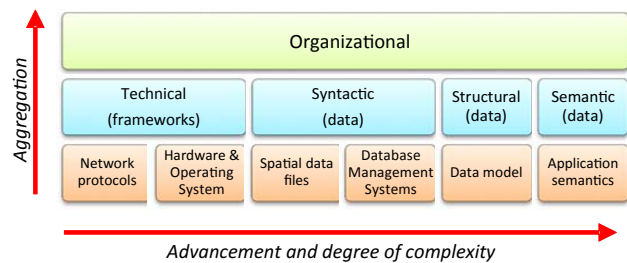 Aggregation
Organizational
Technical
(frameworks)
Syntactic
(data)
Structural
(data)
Semantic
(data)
Network
protocols
Hardware &
Operating
System
Spatial data
files
Database
Management
Systems
Data model
Application
semantics
Advancement and degree of complexity